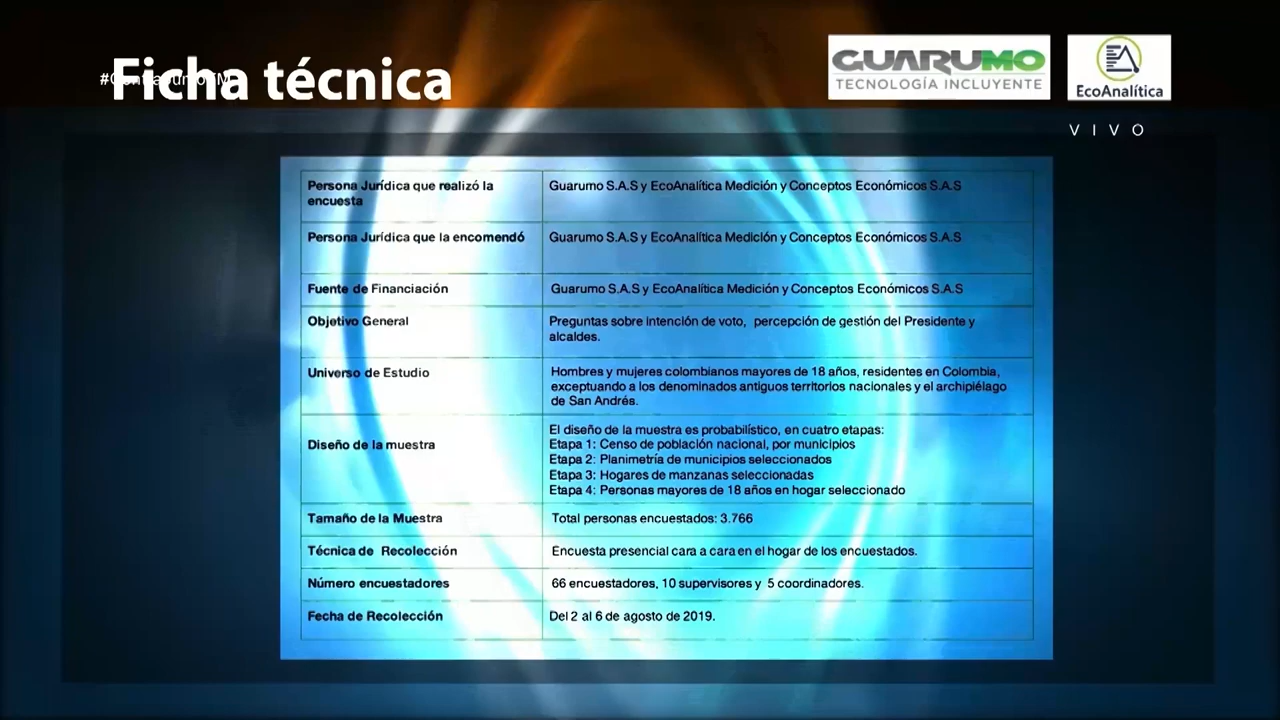 Ficha técnica
GUARUMO
TECNOLOGÍA INCLUYENTE
EcoAnalítica
VIVO
Persona Jurídica que realizó la
encuesta
Guarumo S.A.S y EcoAnalítica Medición y Conceptos Económicos S.A.S
Persona Jurídica que la encomendó
Guarumo S.A.S y EcoAnalítica Medición y Conceptos Económicos S.A.S
Fuente de Financiación
Guarumo S.A.S y EcoAnalítica Medición y Conceptos Económicos S.A.S
Objetivo General
Preguntas sobre intención de voto, percepción de gestión del Presidente y
alcaldes.
Universo de Estudio
Hombres y mujeres colombianos mayores de 18 años, residentes en Colombia,
exceptuando a los denominados antiguos territorios nacionales y el archipiélago
de San Andrés.
Diseño de la muestra
El diseño de la muestra es probabilístico, en cuatro etapas:
Etapa 1: Censo de población nacional, por municipios
Etapa 2: Planimetría de municipios seleccionados
Etapa 3: Hogares de manzanas seleccionadas
Etapa 4: Personas mayores de 18 años en hogar seleccionado
Tamaño de la Muestra
Total personas encuestados: 3.766
Técnica de Recolección
Encuesta presencial cara a cara en el hogar de los encuestados.
Número encuestadores
66 encuestadores, 10 supervisores y 5 coordinadores.
Fecha de Recolección
Del 2 al 6 de agosto de 2019.